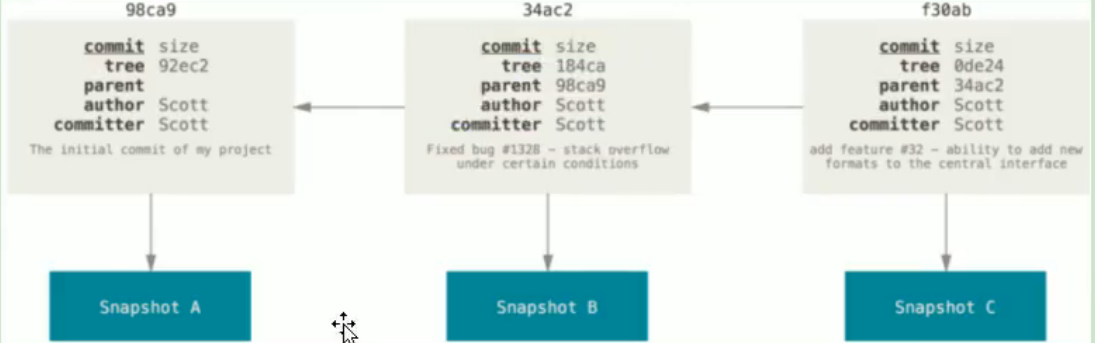 98ca9
commit size
tree 92ec2
parent
author Scott
committer Scott
The initial commit of my project
Snapshot A
34ac2
commit size
tree 184ca
parent 98ca9
author Scott
committer Scott
Fixed bug #1328 – stack overflow
under certain conditions
Snapshot B
f30ab
commit size
tree 0de24
parent 34ac2
author Scott
committer Scott
add feature #32 – ability to add new
formats to the central interface
Snapshot C